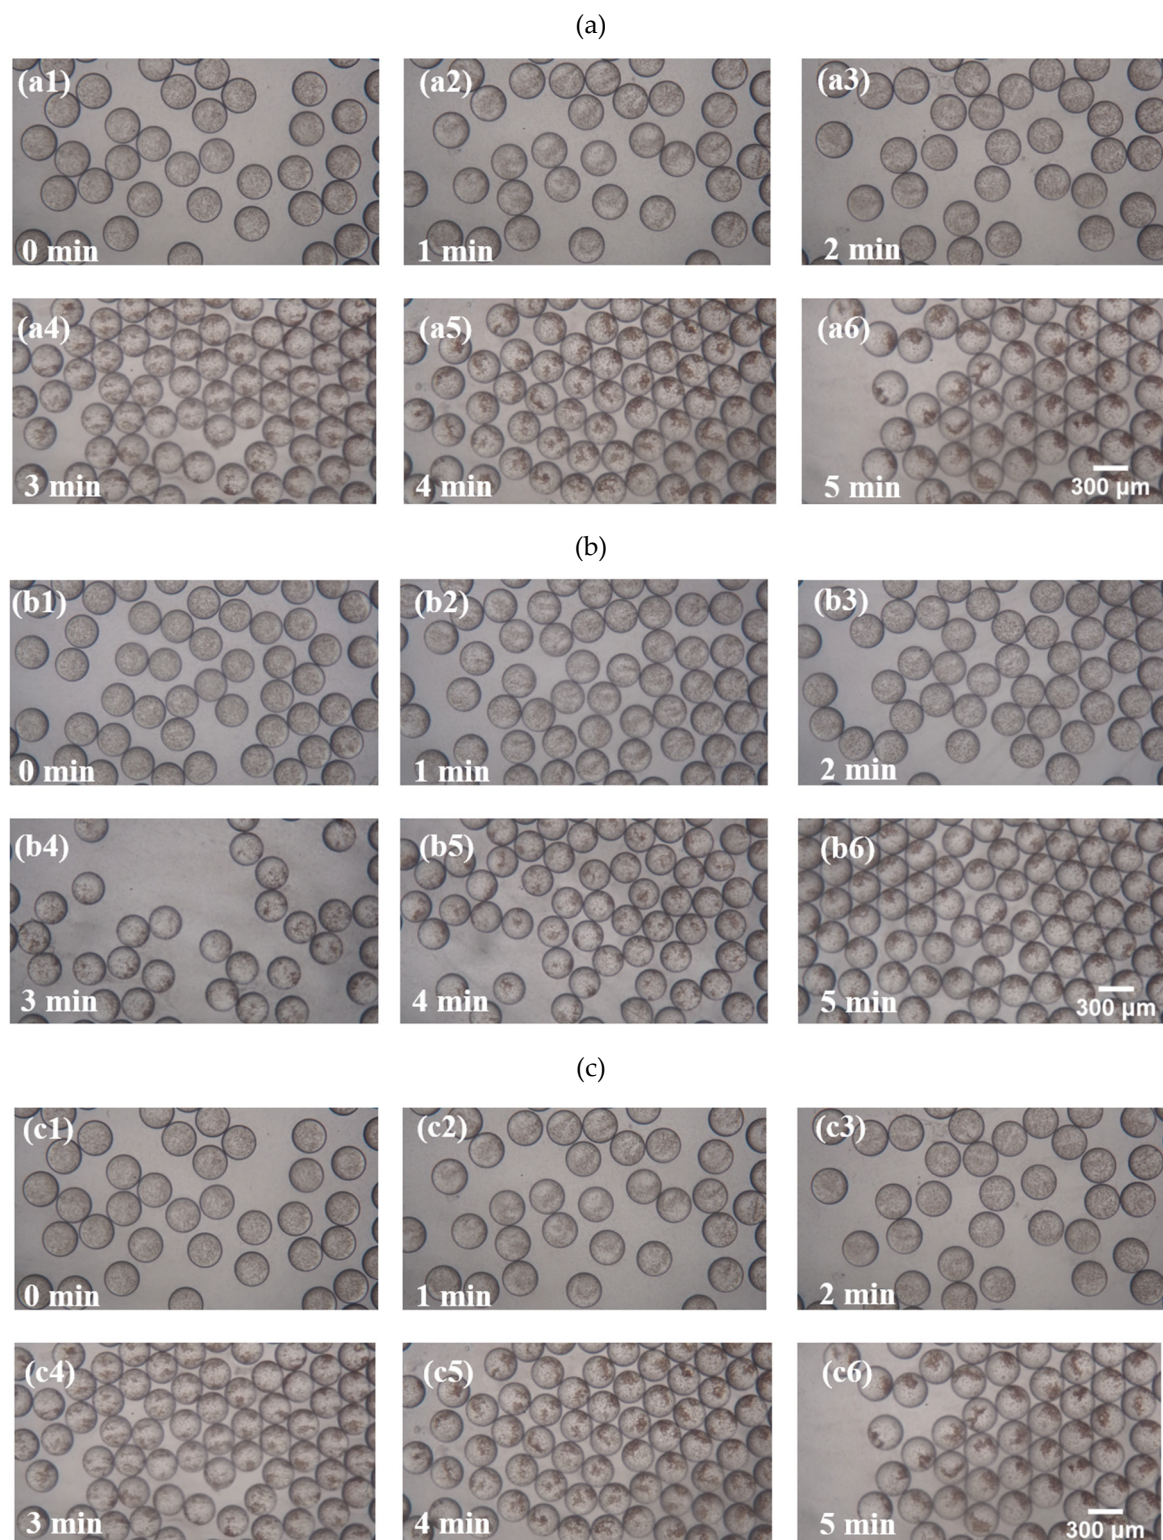 (a)
(a1) (a2) (a3)
0 min 1 min 2 min
(a4) (a5) (a6)
3 min 4 min 5 min 300 µm
(b)
(b1) (b2) (b3)
0 min 1 min 2 min
(b4) (b5) (b6)
3 min 4 min 5 min 300 µm
(c)
(c1) (c2) (c3)
0 min 1 min 2 min
(c4) (c5) (c6)
3 min 4 min 5 min 300 µm